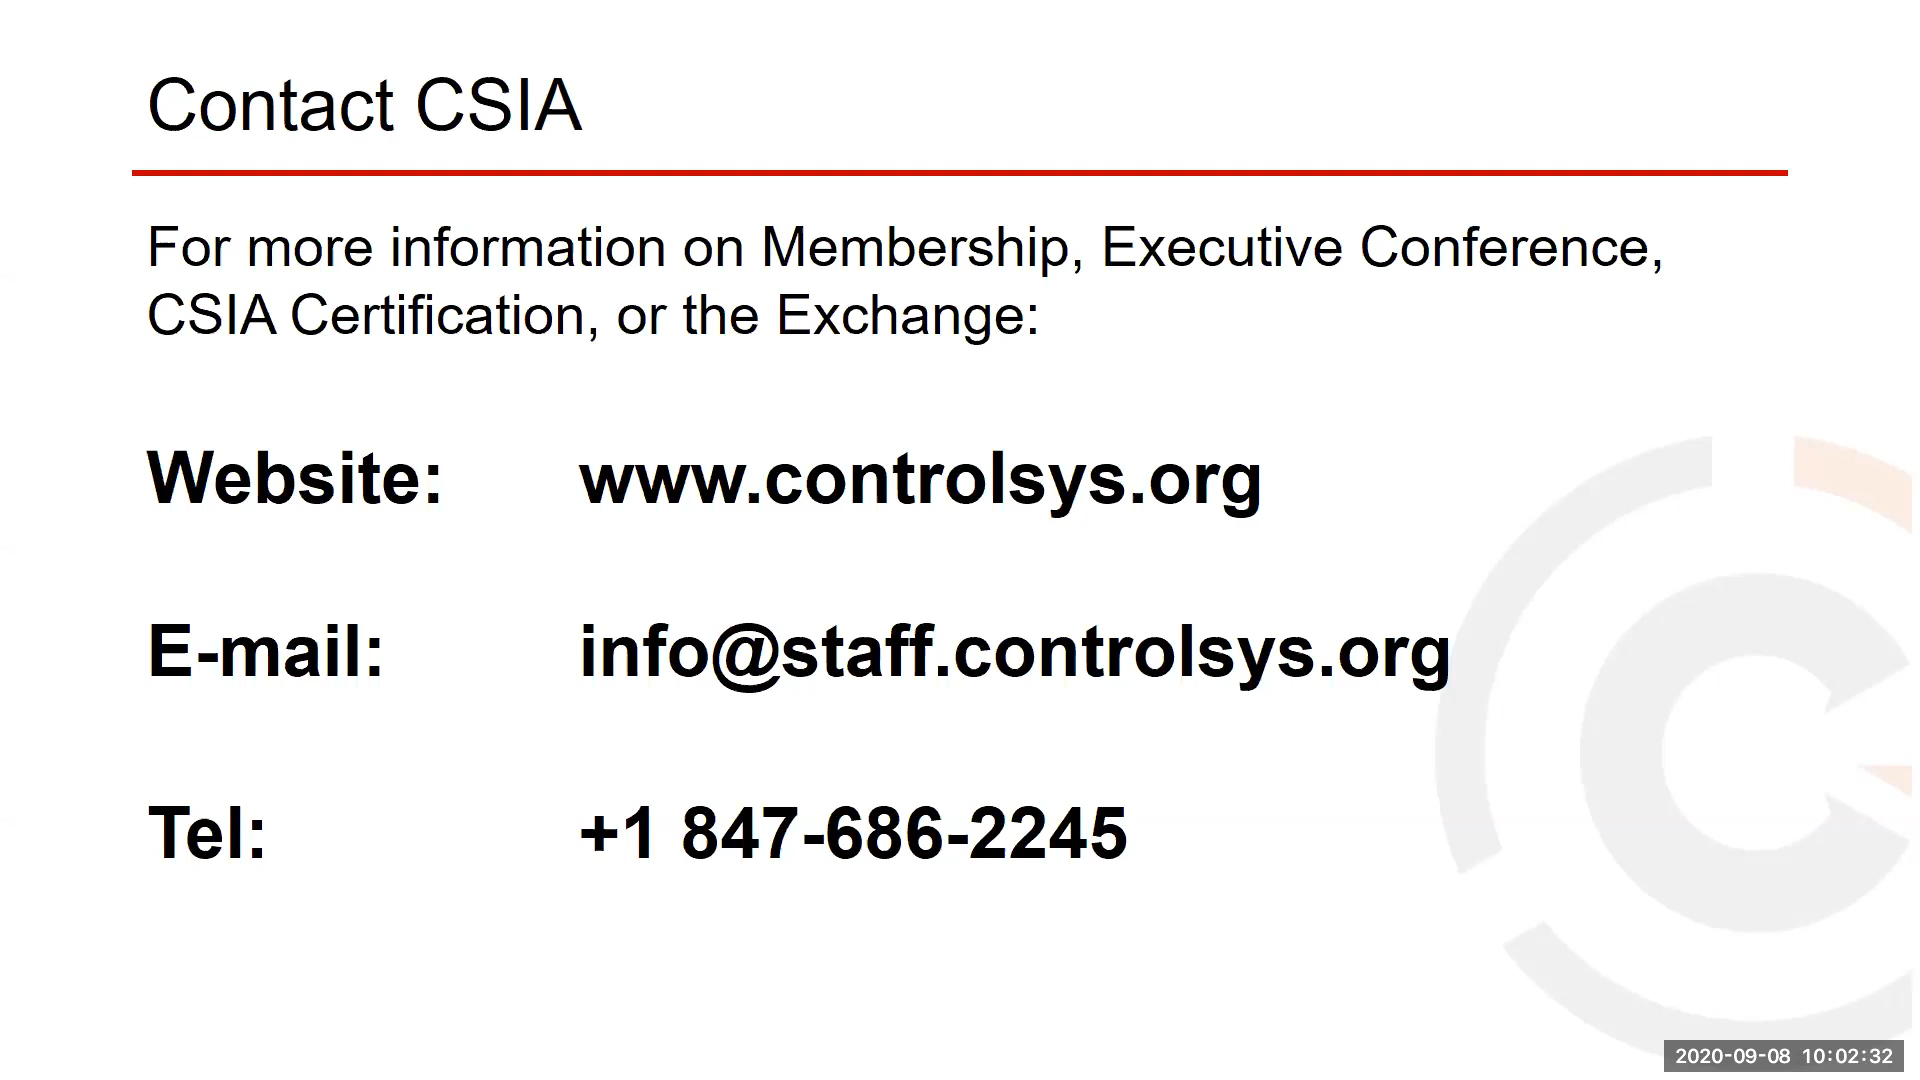 Contact CSIA
For more information on Membership, Executive Conference,
CSIA Certification, or the Exchange:
Website: www.controlsys.org
E-mail: info@staff.controlsys.org
Tel: +1 847-686-2245
2020-09-08 10:02:32